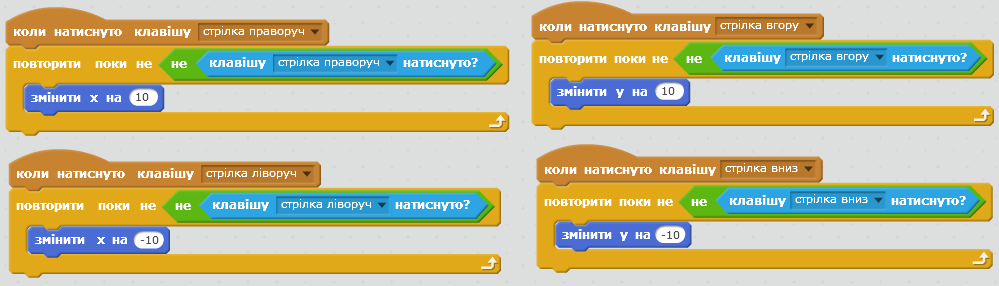 коли натиснуто клавішу стрілка праворуч
повторити поки не не клавішу стрілка праворуч натиснуто?
змінити x на 10
коли натиснуто клавішу стрілка вгору
повторити поки не не клавішу стрілка вгору натиснуто?
змінити y на 10
коли натиснуто клавішу стрілка ліворуч
повторити поки не не клавішу стрілка ліворуч натиснуто?
змінити x на -10
коли натиснуто клавішу стрілка вниз
повторити поки не не клавішу стрілка вниз натиснуто?
змінити y на -10